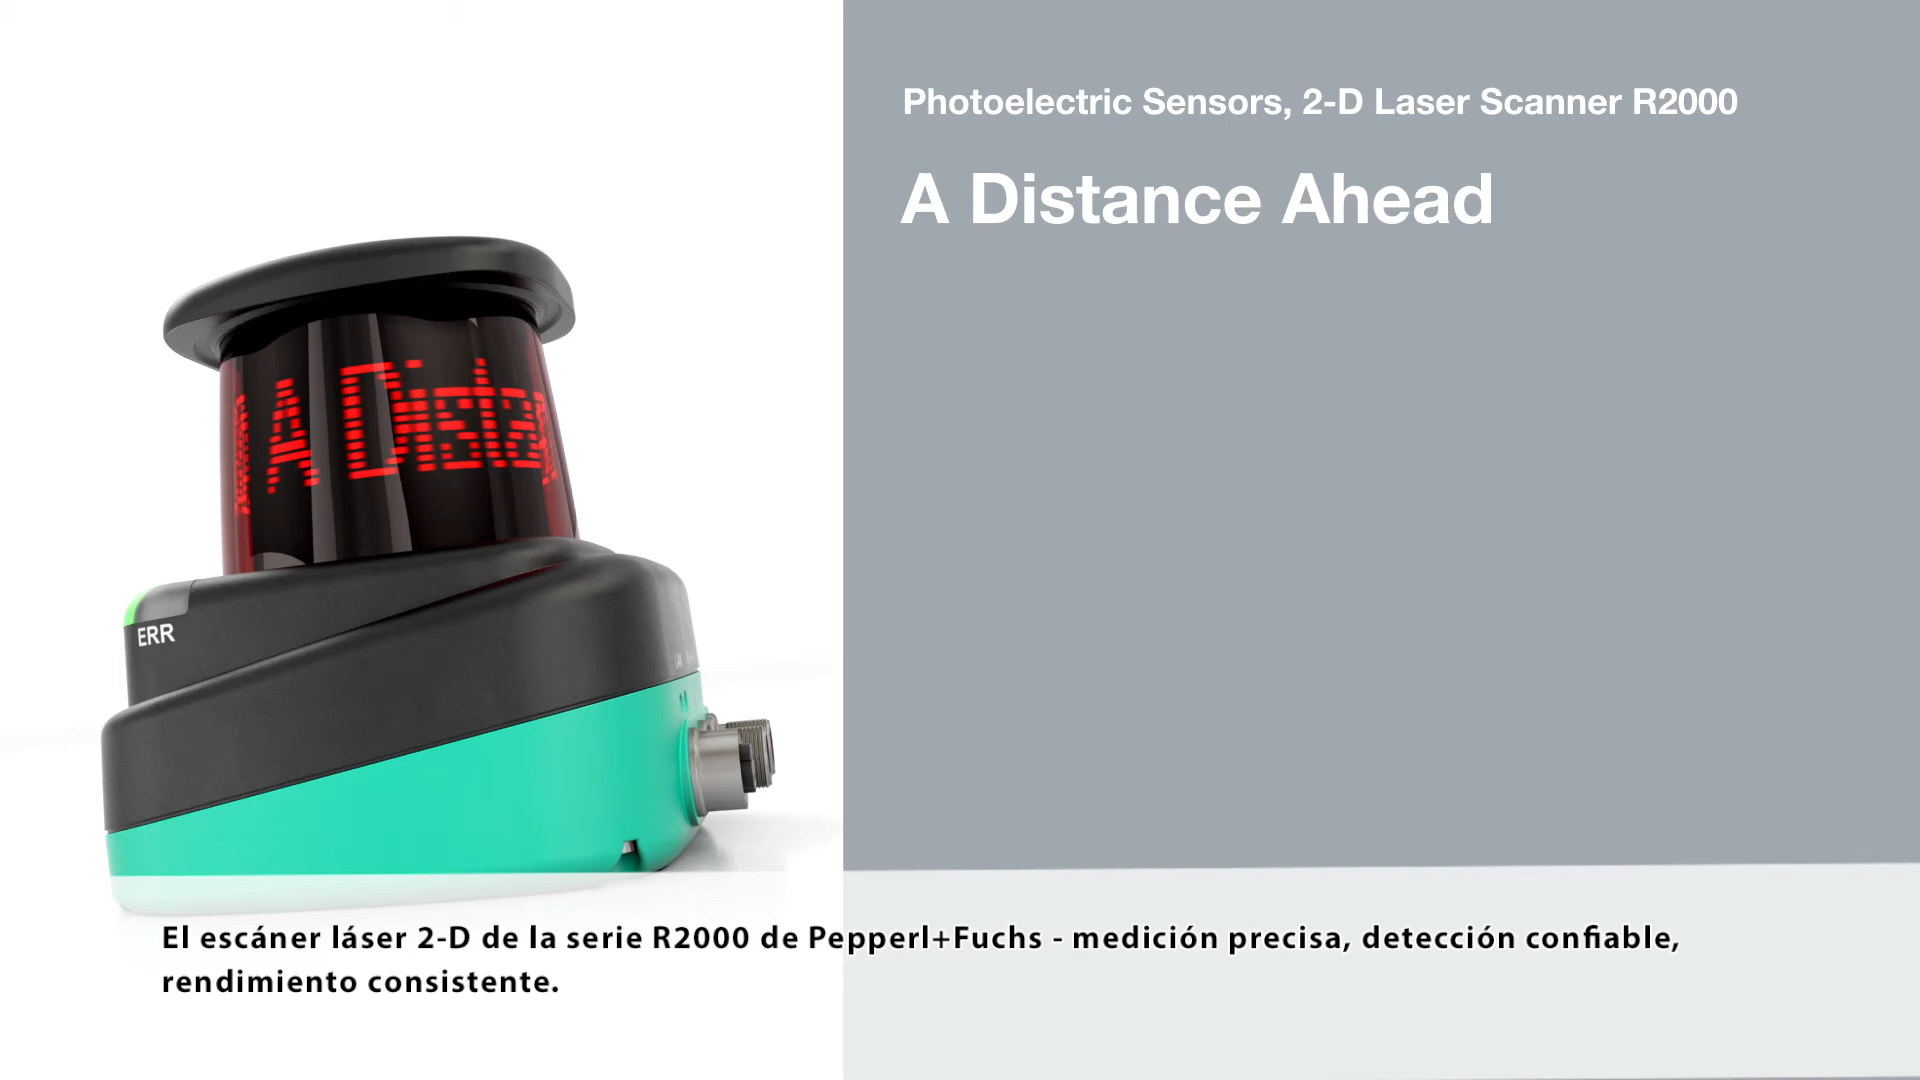 Photoelectric Sensors, 2-D Laser Scanner R2000
A Distance Ahead
A Dista
ERR
El escáner láser 2-D de la serie R2000 de Pepperl+Fuchs - medición precisa, detección confiable,
rendimiento consistente.